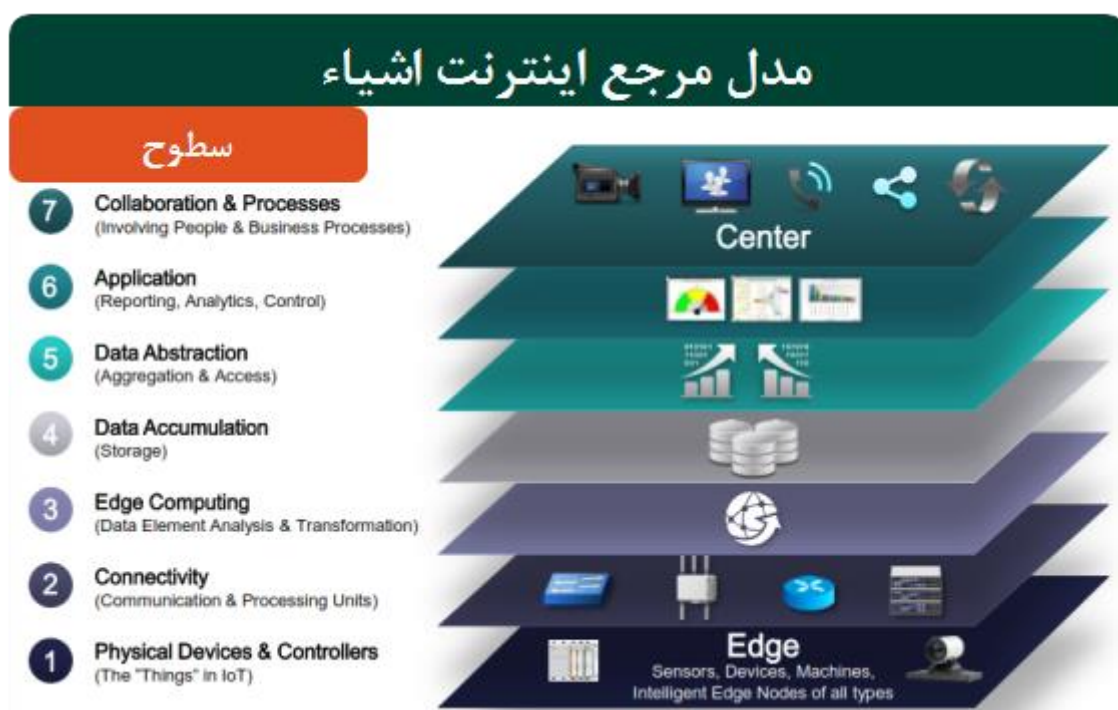 مدل مرجع اینترنت اشیاء
سطوح
7
Collaboration & Processes
(Involving People & Business Processes)
6
Application
(Reporting, Analytics, Control)
5
Data Abstraction
(Aggregation & Access)
4
Data Accumulation
(Storage)
3
Edge Computing
(Data Element Analysis & Transformation)
2
Connectivity
(Communication & Processing Units)
1
Physical Devices & Controllers
(The "Things" in IoT)
Center
Edge
Sensors, Devices, Machines,
Intelligent Edge Nodes of all types